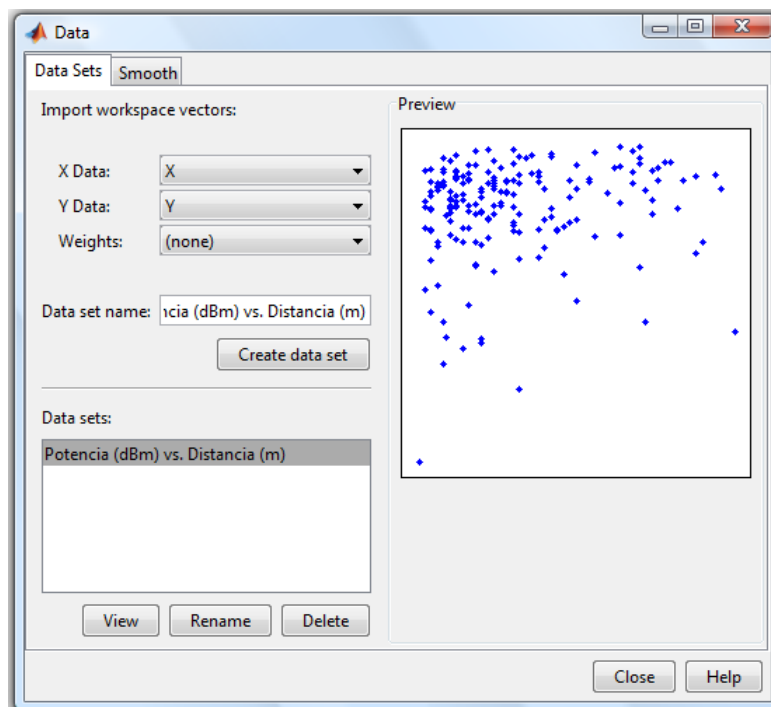 Data
Data Sets
Smooth
Import workspace vectors:
X Data:
X
Y Data:
Y
Weights:
(none)
Data set name:
ncia (dBm) vs. Distancia (m)
Create data set
Data sets:
Potencia (dBm) vs. Distancia (m)
View
Rename
Delete
Preview
Close
Help